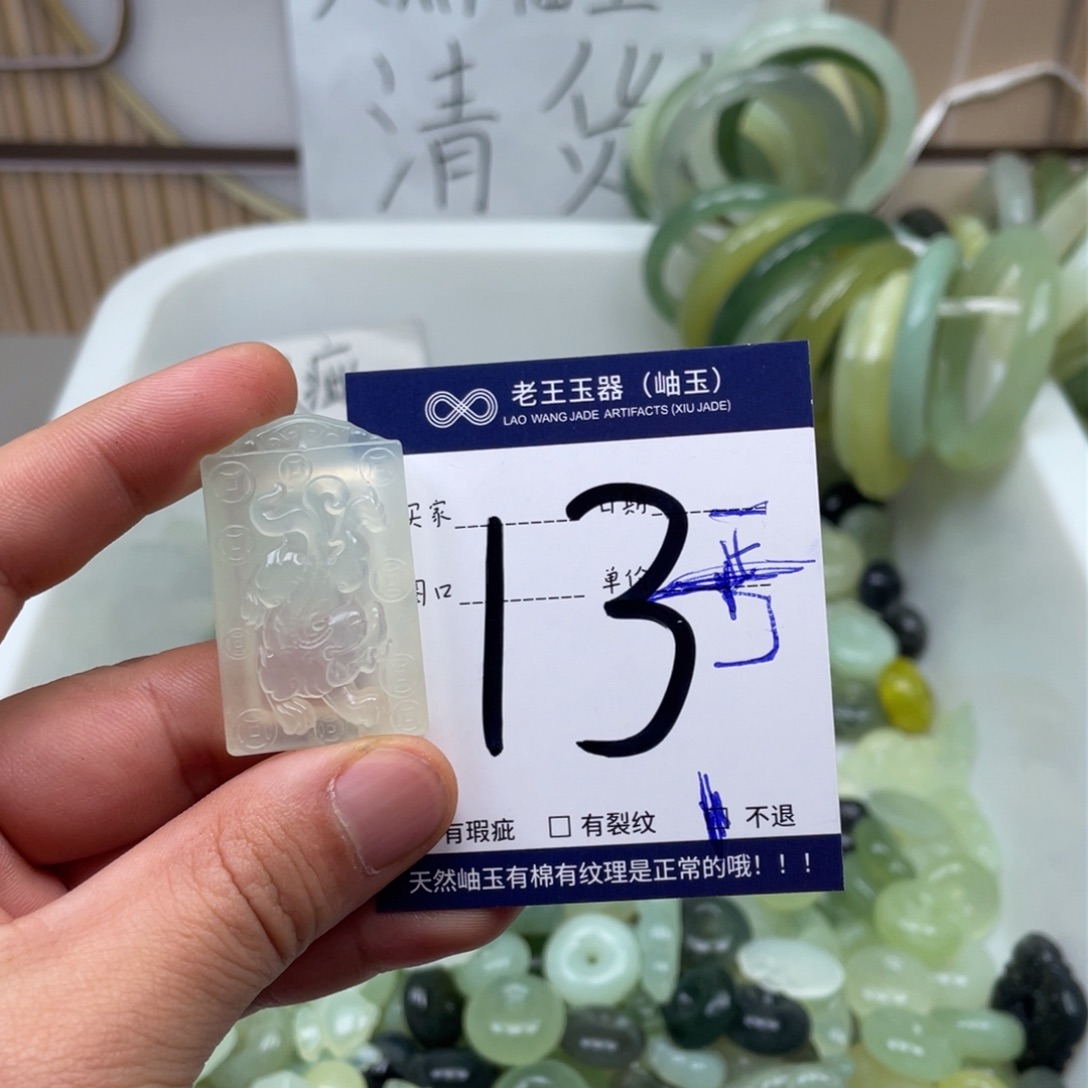 清货
疵
老王玉器（岫玉）
LAO WANG JADE ARTIFACTS (XIU JADE)
买家 日期
单价
13
有瑕疵 □ 有裂纹 不退
天然岫玉有棉有纹理是正常的哦！！！